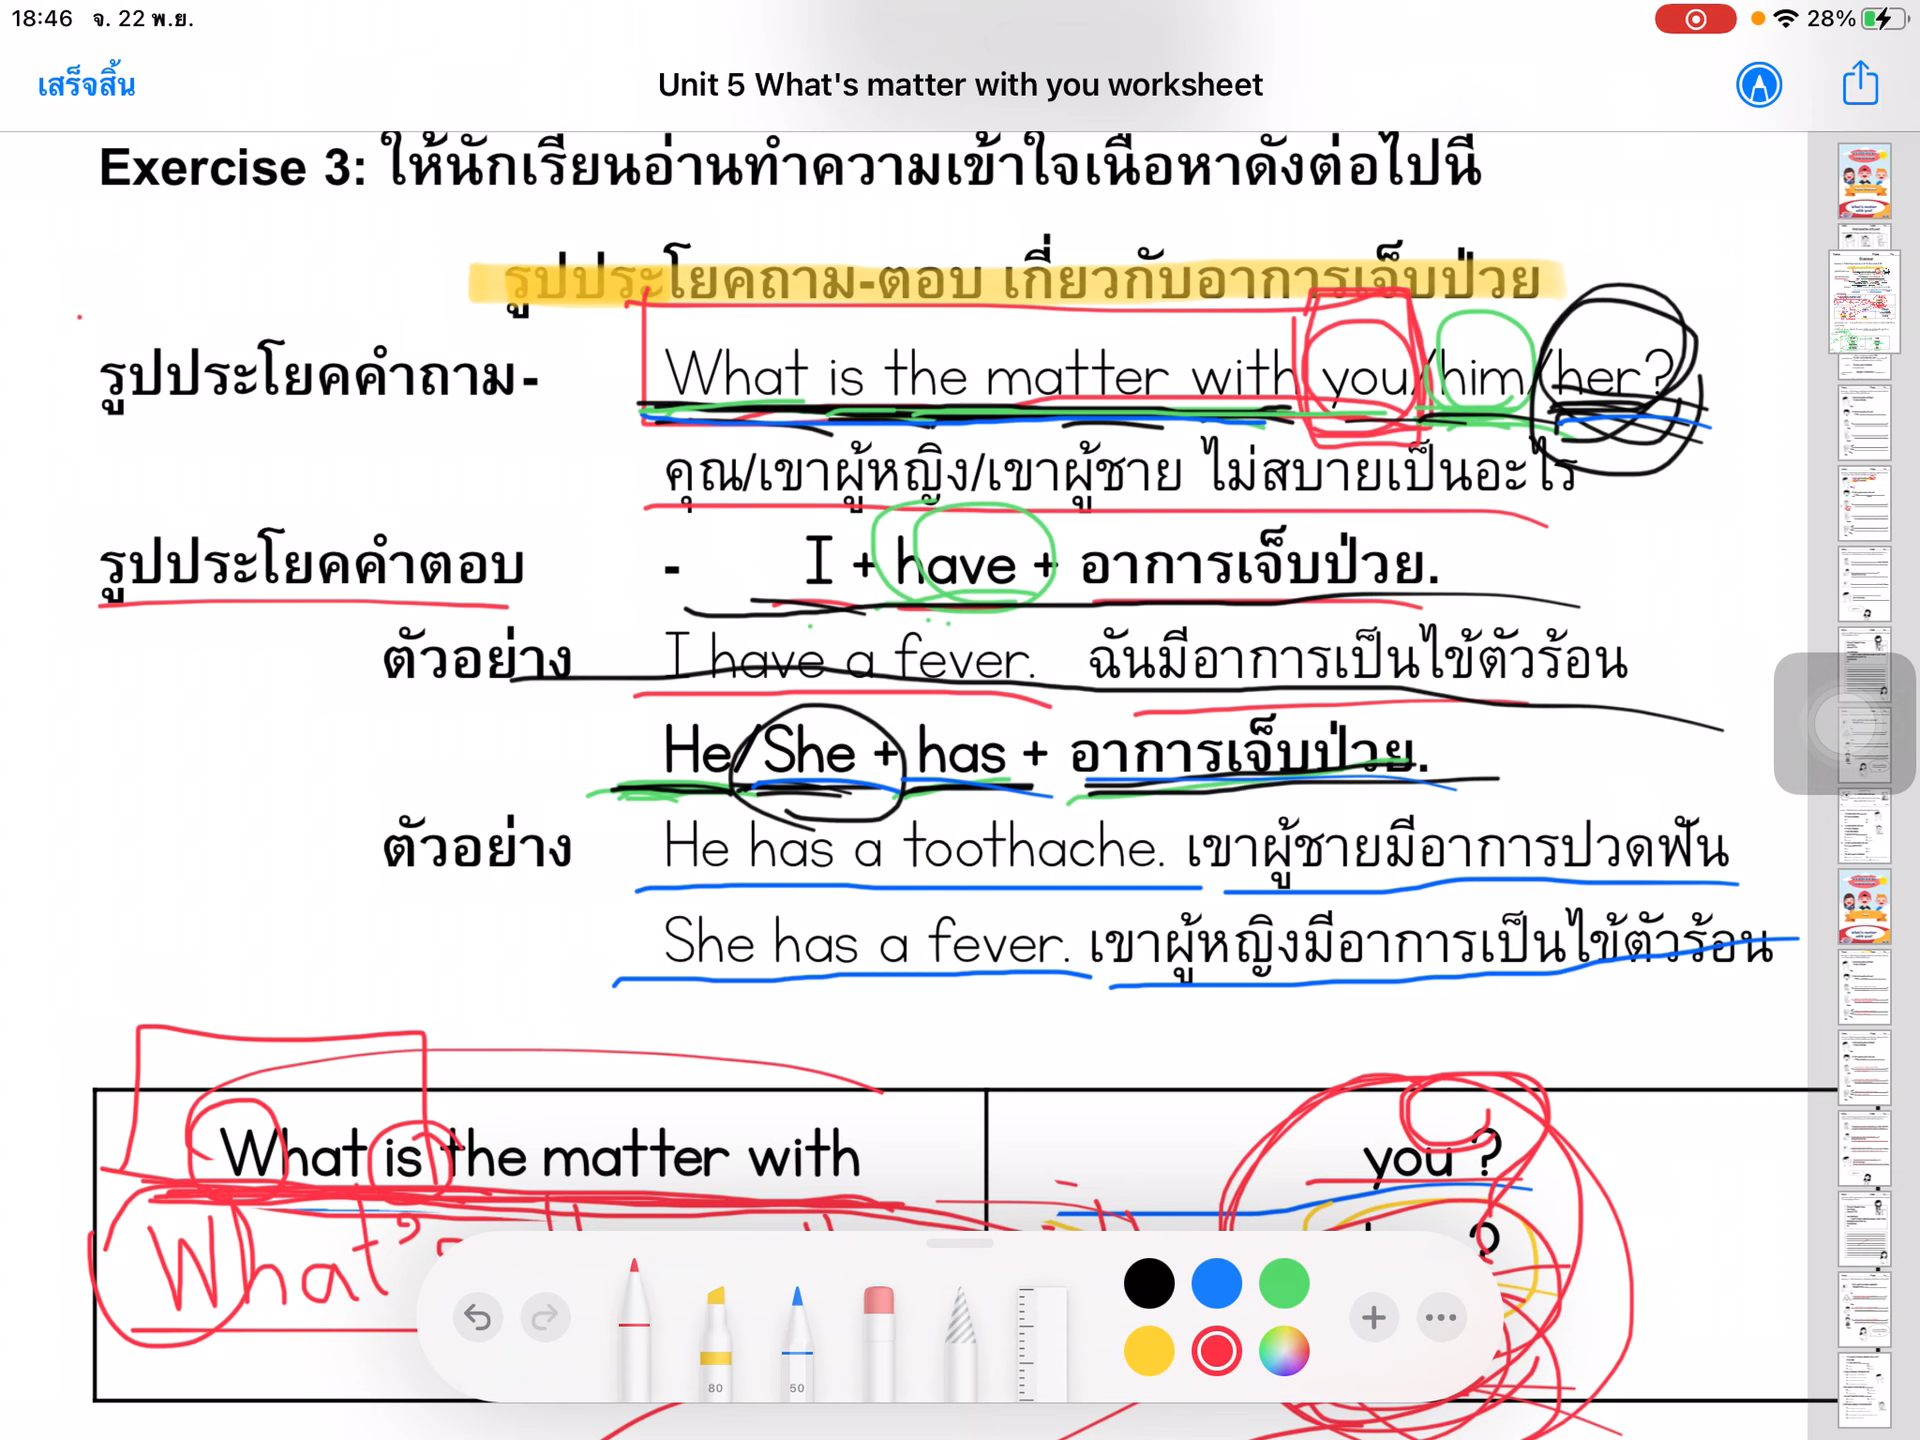 18:46 จ. 22 พ.ย.
28%
เสร็จสิ้น
Unit 5 What's matter with you worksheet
Exercise 3: ให้นักเรียนอ่านทำความเข้าใจเนื้อหาดังต่อไปนี้
รูปประโยคถาม-ตอบ เกี่ยวกับอาการเจ็บป่วย
รูปประโยคคำถาม- What is the matter with you/him/her?
คุณ/เขาผู้หญิง/เขาผู้ชาย ไม่สบายเป็นอะไร
รูปประโยคคำตอบ - I + have + อาการเจ็บป่วย.
ตัวอย่าง I have a fever. ฉันมีอาการเป็นไข้ตัวร้อน
He/She + has + อาการเจ็บป่วย.
ตัวอย่าง He has a toothache. เขาผู้ชายมีอาการปวดฟัน
She has a fever. เขาผู้หญิงมีอาการเป็นไข้ตัวร้อน
What is the matter with you ?
What's
80 50